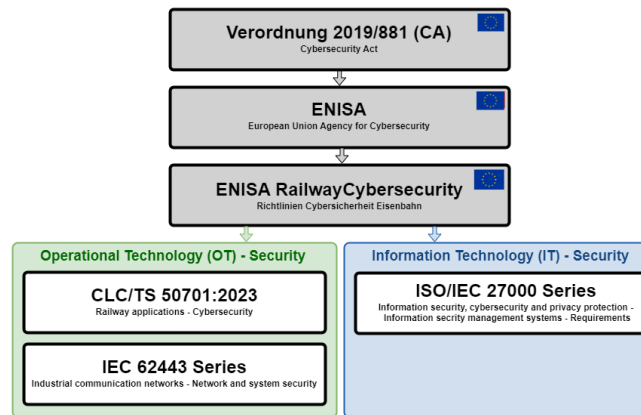 Verordnung 2019/881 (CA)
Cybersecurity Act
ENISA
European Union Agency for Cybersecurity
ENISA RailwayCybersecurity
Richtlinien Cybersicherheit Eisenbahn
Operational Technology (OT) - Security
CLC/TS 50701:2023
Railway applications - Cybersecurity
IEC 62443 Series
Industrial communication networks - Network and system security
Information Technology (IT) - Security
ISO/IEC 27000 Series
Information security, cybersecurity and privacy protection -
Information secrity management systems - Requirements